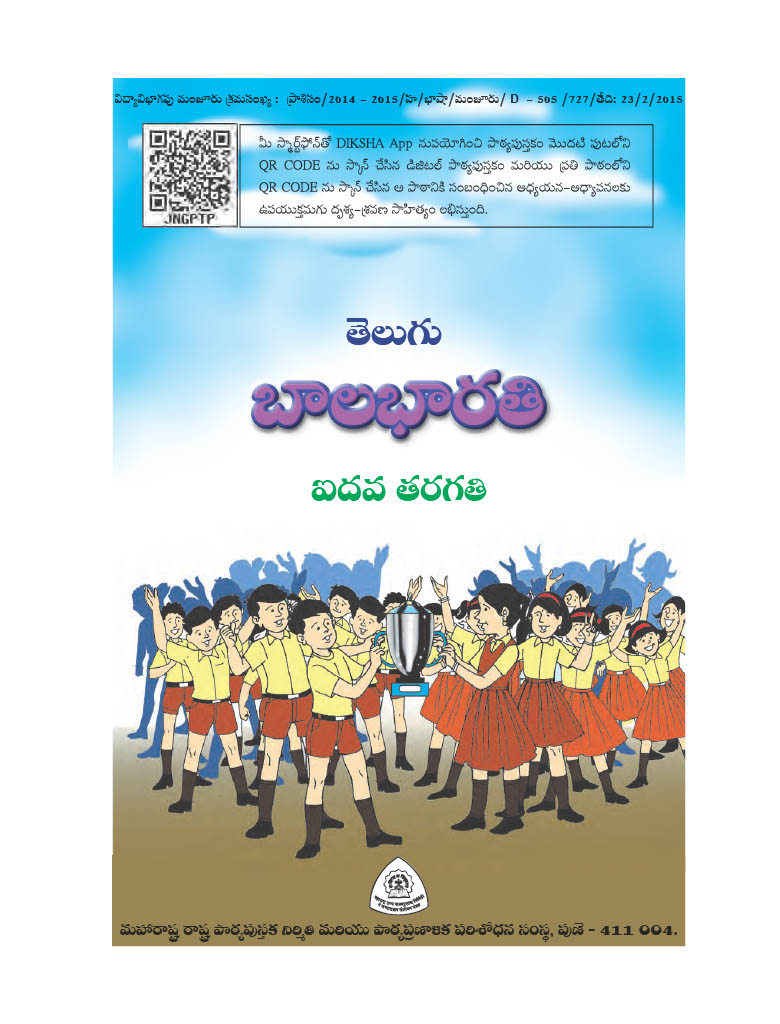 విద్యావిభాగపు మంజూరు క్రమసంఖ్య : ప్రాశిసం/2014 – 2015/హ/భాషా/మంజూరు/ D – 505 /727/తేది: 23/2/2015
మీ స్మార్ట్‌ఫోన్‌తో DIKSHA App నుపయోగించి పాఠ్యపుస్తకం మొదటి పుటలోని
QR CODE ను స్కాన్ చేసిన డిజిటల్ పాఠ్యపుస్తకం మరియు ప్రతి పాఠంలోని
QR CODE ను స్కాన్ చేసిన ఆ పాఠానికి సంబంధించిన అధ్యయన–అధ్యాపనలకు
ఉపయుక్తమగు దృశ్య–శ్రవణ సాహిత్యం లభిస్తుంది.
JNGPTP
తెలుగు
బాలభారతి
ఐదవ తరగతి
మహారాష్ట్ర రాష్ట్ర పాఠ్యపుస్తక నిర్మితి మరియు పాఠ్యప్రణాళిక పరిశోధన సంస్థ, పుణె - 411 004.